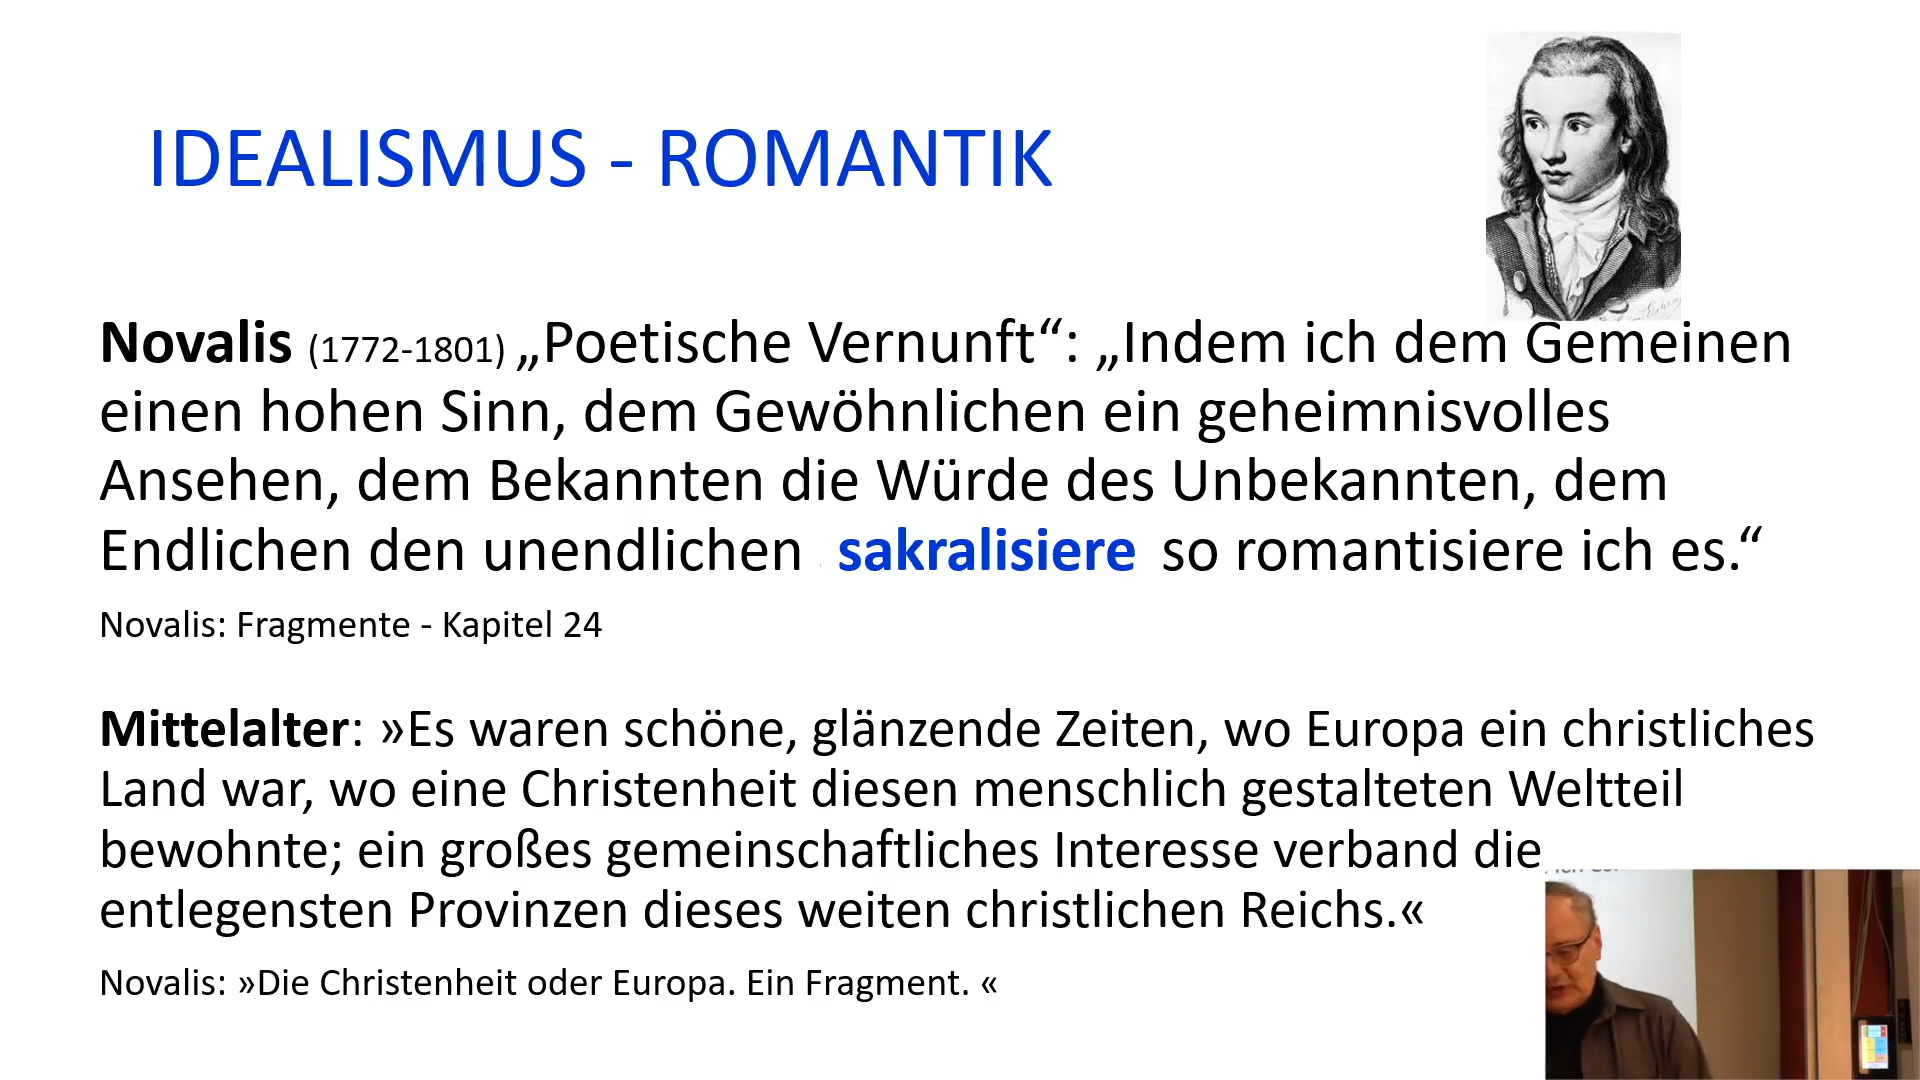 IDEALISMUS - ROMANTIK
Novalis (1772-1801) „Poetische Vernunft“: „Indem ich dem Gemeinen
einen hohen Sinn, dem Gewöhnlichen ein geheimnisvolles
Ansehen, dem Bekannten die Würde des Unbekannten, dem
Endlichen den unendlichen sakralisiere so romantisiere ich es.“
Novalis: Fragmente - Kapitel 24
Mittelalter: »Es waren schöne, glänzende Zeiten, wo Europa ein christliches
Land war, wo eine Christenheit diesen menschlich gestalteten Weltteil
bewohnte; ein großes gemeinschaftliches Interesse verband die
entlegensten Provinzen dieses weiten christlichen Reichs.«
Novalis: »Die Christenheit oder Europa. Ein Fragment. «